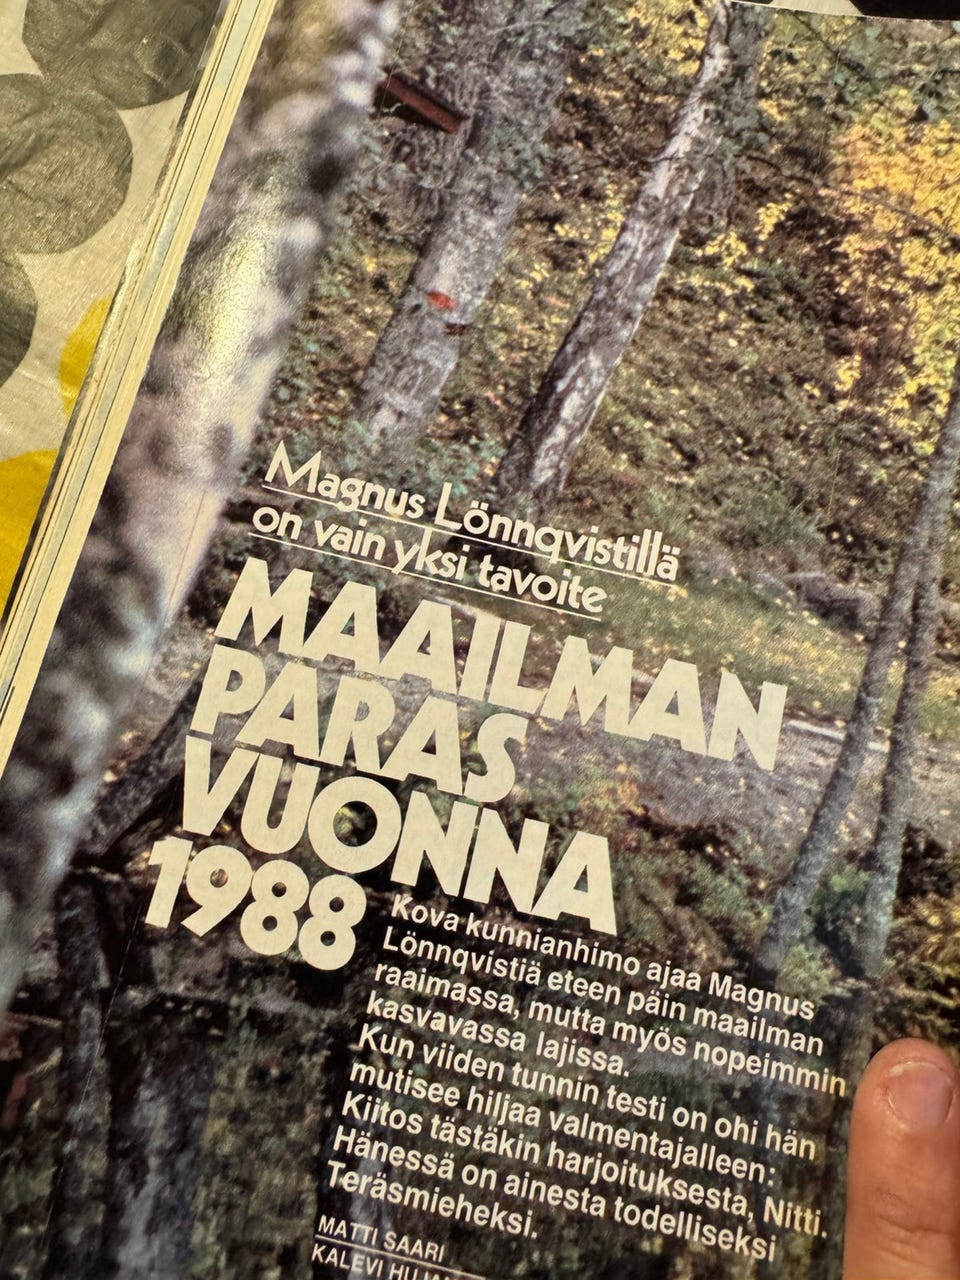 Magnus Lönnqvistillä
on vain yksi tavoite
MAAILMAN
PARAS
VUONNA
1988
Kova kunnianhimo ajaa Magnus
Lönnqvistiä eteen päin maailman
raaimassa, mutta myös nopeimmin
kasvavassa lajissa.
Kun viiden tunnin testi on ohi hän
mutisee hiljaa valmentajalleen:
Kiitos tästäkin harjoituksesta, Nitti.
Hänessä on ainesta todelliseksi
Teräsmieheksi.
MATTI SAARI
KALEVI